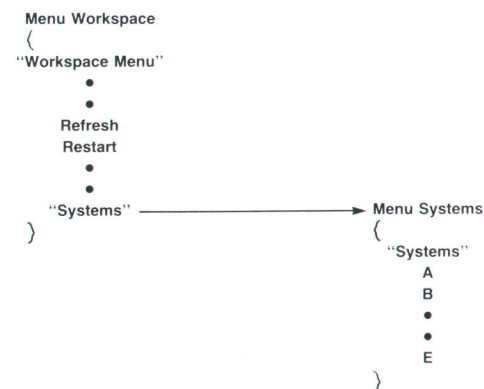 Menu Workspace
{
“Workspace Menu”
•
•
Refresh
Restart
•
•
“Systems”
}
Menu Systems
{
“Systems”
A
B
•
•
E
}